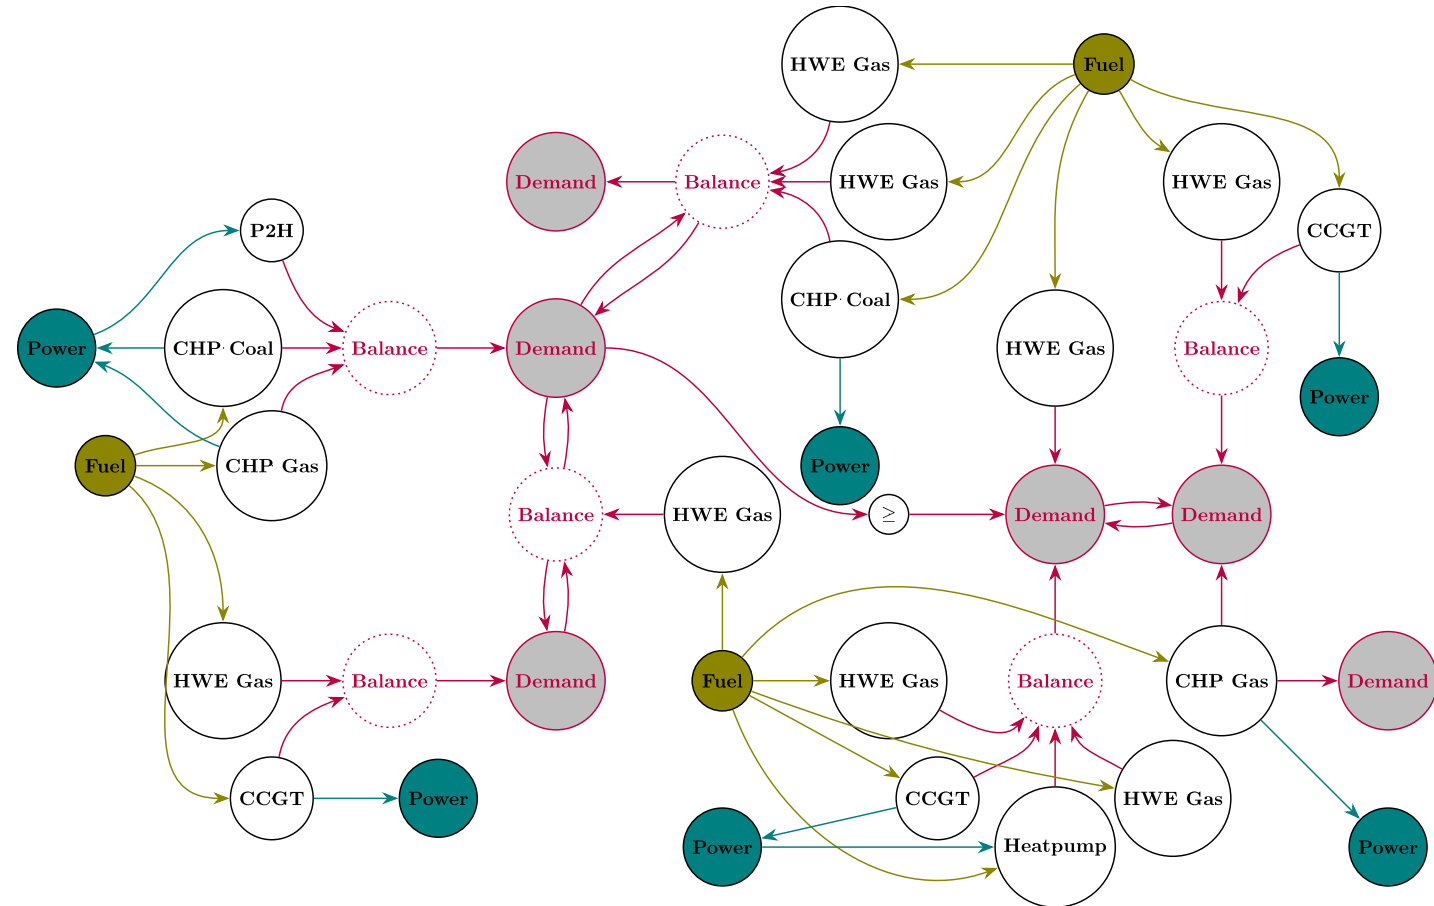 HWE Gas
Fuel
Demand
Balance
HWE Gas
HWE Gas
P2H
CCGT
CHP Coal
Power
CHP Coal
Balance
Demand
HWE Gas
Balance
Power
Fuel
CHP Gas
Power
Balance
HWE Gas
≥
Demand
Demand
HWE Gas
Balance
Demand
Fuel
HWE Gas
Balance
CHP Gas
Demand
CCGT
Power
CCGT
HWE Gas
Power
Heatpump
Power